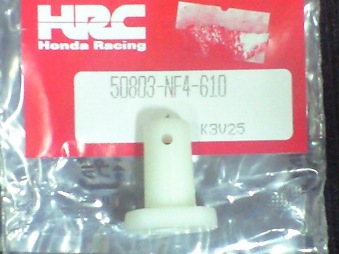 HRC
Honda Racing
50803-NF4-610
K3V25